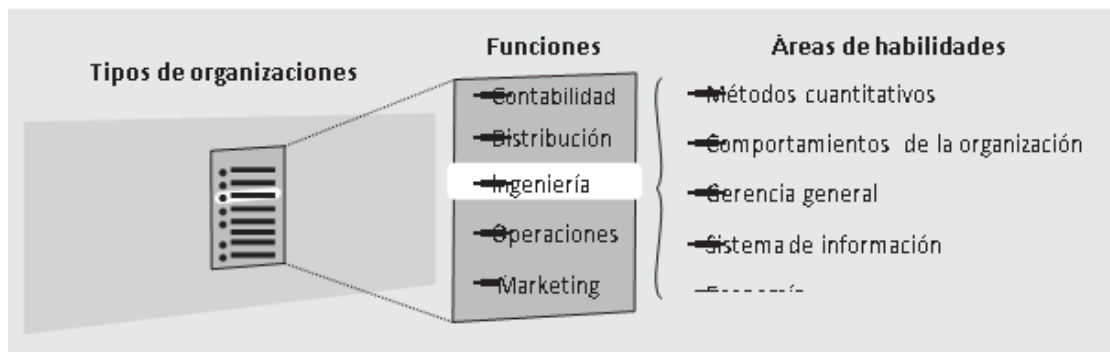 Tipos de organizaciones
Funciones
Contabilidad
Distribución
Ingeniería
Operaciones
Marketing
Áreas de habilidades
Métodos cuantitativos
Comportamientos de la organización
Gerencia general
Sistema de información